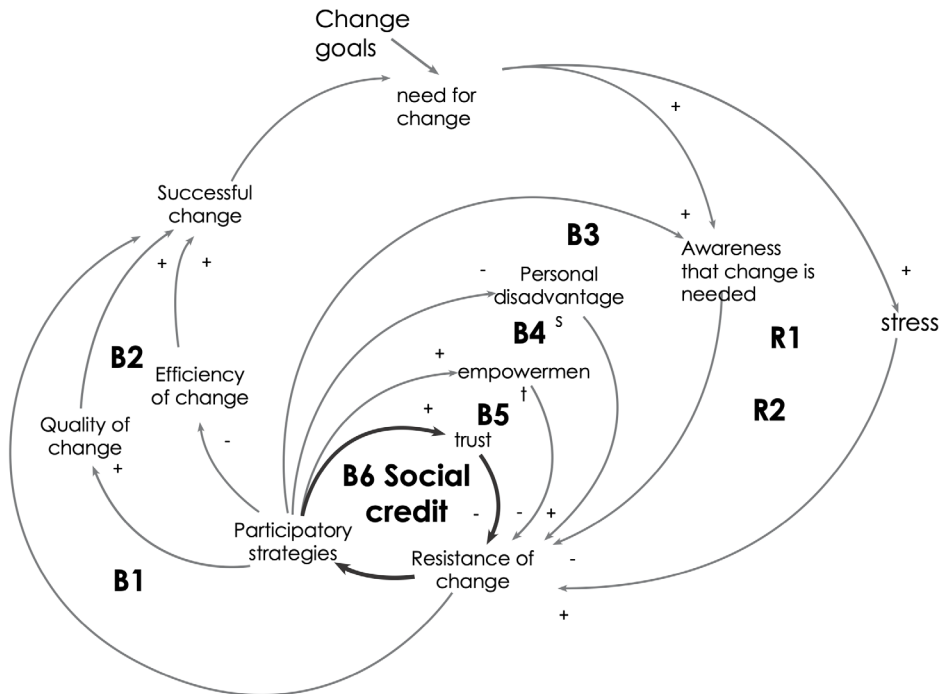 Change
goals
need for
change
+
Successful
change
+
B3
Awareness
that change is
needed
+
+
-
Personal
disadvantage
s
+
stress
B4
R1
B2
+
empowermen
t
Efficiency
of change
+
B5
R2
Quality of
change
-
trust
+
B6 Social
credit
-
-
+
Participatory
strategies
Resistance of
change
-
B1
+